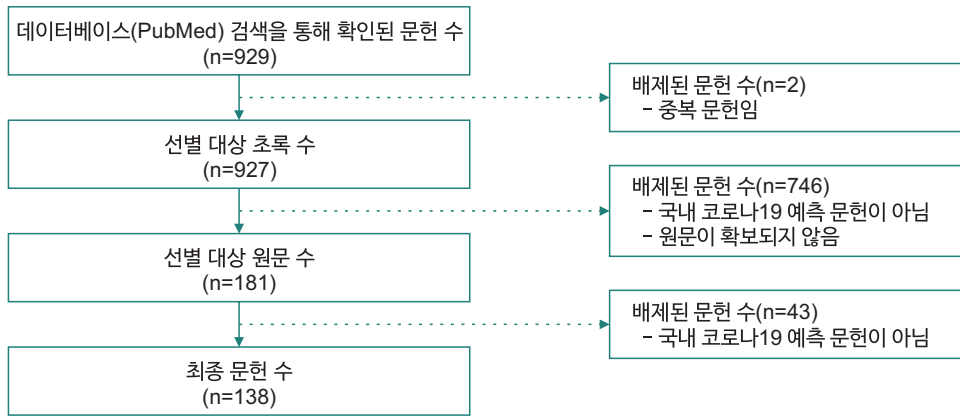 데이터베이스(PubMed) 검색을 통해 확인된 문헌 수
(n=929)
배제된 문헌 수(n=2)
− 중복 문헌임
선별 대상 초록 수
(n=927)
배제된 문헌 수(n=746)
− 국내 코로나19 예측 문헌이 아님
− 원문이 확보되지 않음
선별 대상 원문 수
(n=181)
배제된 문헌 수(n=43)
− 국내 코로나19 예측 문헌이 아님
최종 문헌 수
(n=138)